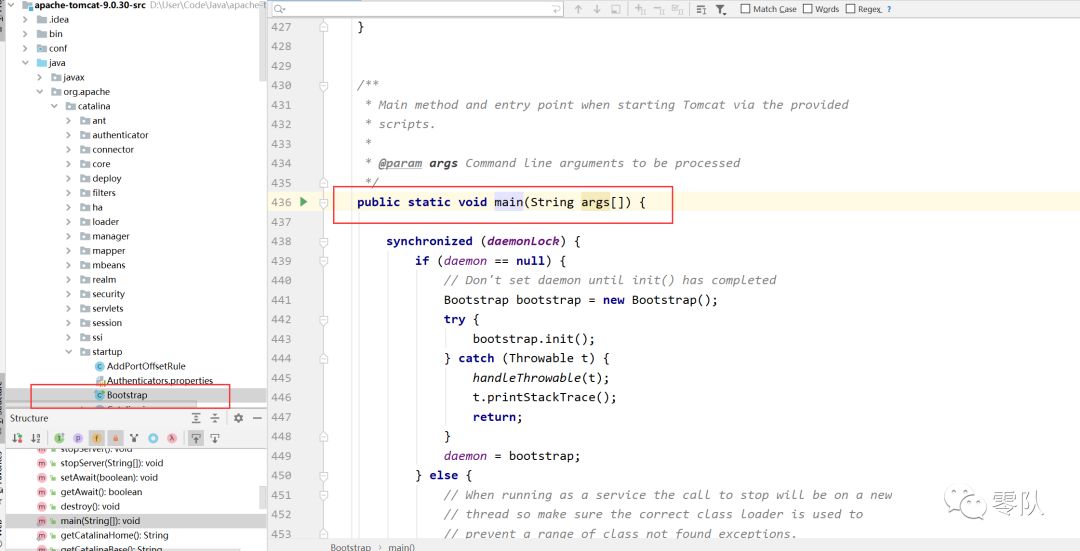 apache-tomcat-9.0.30-src D:\User\Code\Java\apache-t
.idea
bin
conf
java
javax
org.apache
catalina
ant
authenticator
connector
core
deploy
filters
ha
loader
manager
mapper
mbeans
realm
security
servlets
session
ssi
startup
AddPortOffsetRule
Authenticators.properties
Bootstrap
Structure
stopServer(): void
stopServer(String[]): void
setAwait(boolean): void
getAwait(): boolean
destroy(): void
main(String[]): void
getCatalinaHome(): String
getCatalinaBase(): String
Match Case Words Regex ?
427 }
428
429
430 /**
431 * Main method and entry point when starting Tomcat via the provided
432 * scripts.
433 *
434 * @param args Command line arguments to be processed
435 */
436 public static void main(String args[]) {
437
438 synchronized (daemonLock) {
439 if (daemon == null) {
440 // Don't set daemon until init() has completed
441 Bootstrap bootstrap = new Bootstrap();
442 try {
443 bootstrap.init();
444 } catch (Throwable t) {
445 handleThrowable(t);
446 t.printStackTrace();
447 return;
448 }
449 daemon = bootstrap;
450 } else {
451 // When running as a service the call to stop will be on a new
452 // thread so make sure the correct class loader is used to
453 // prevent a range of class not found exceptions.
Bootstrap › main()
零队